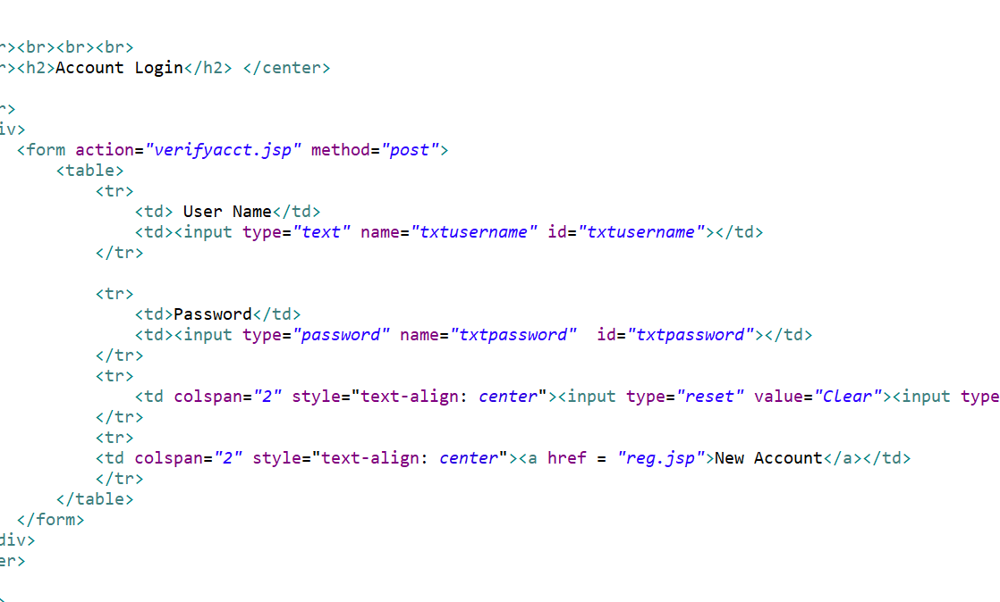 r><br><br><br>
r><h2>Account Login</h2> </center>
r>
iv>
<form action="verifyacct.jsp" method="post">
<table>
<tr>
<td> User Name</td>
<td><input type="text" name="txtusername" id="txtusername"></td>
</tr>
<tr>
<td>Password</td>
<td><input type="password" name="txtpassword"  id="txtpassword"></td>
</tr>
<tr>
<td colspan="2" style="text-align: center"><input type="reset" value="Clear"><input type
</tr>
<tr>
<td colspan="2" style="text-align: center"><a href = "reg.jsp">New Account</a></td>
</tr>
</table>
</form>
div>
er>
>